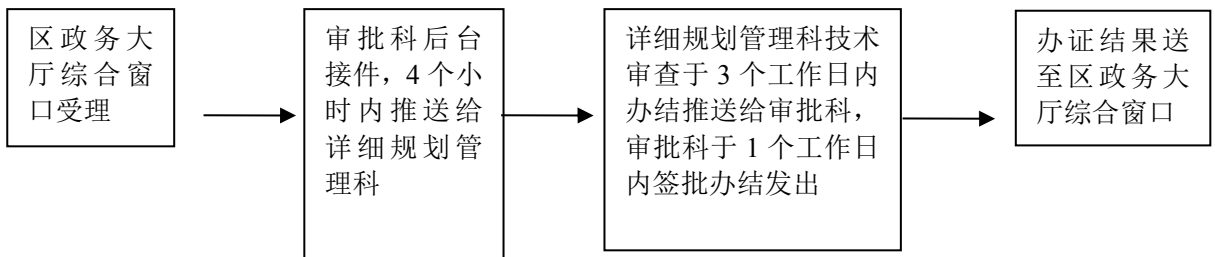 区政务大
厅综合窗
口受理
审批科后台
接件，4 个小
时内推送给
详细规划管
理科
详细规划管理科技术
审查于 3 个工作日内
办结推送给审批科，
审批科于 1 个工作日
内签批办结发出
办证结果送
至区政务大
厅综合窗口